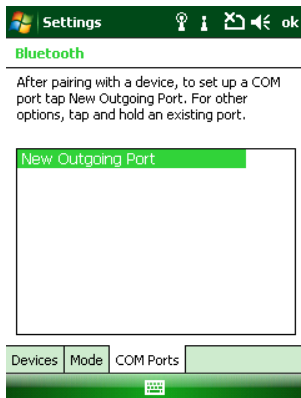 Settings ok
Bluetooth
After pairing with a device, to set up a COM
port tap New Outgoing Port. For other
options, tap and hold an existing port.
New Outgoing Port
Devices Mode COM Ports